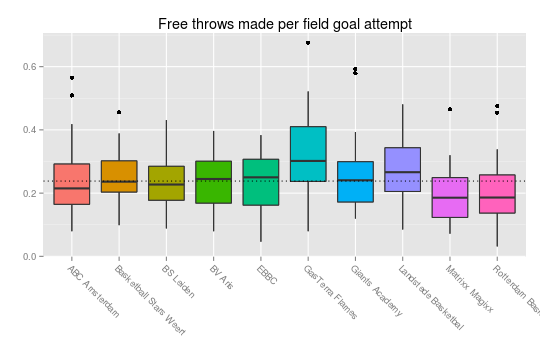 Free throws made per field goal attempt
0.6
0.4
0.2
0.0
ABC Amsterdam
Basketball Stars Weert
BS Leiden
BV Aris
EBBC
GasTerra Flames
Giants Academy
Landstede Basketbal
Matrixx Magixx
Rotterdam Bas